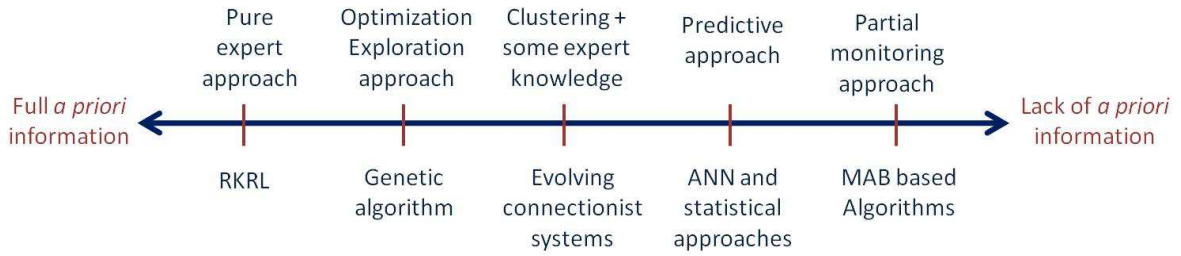 Pure
expert
approach
Optimization
Exploration
approach
Clustering +
some expert
knowledge
Predictive
approach
Partial
monitoring
approach
Full a priori
information
Lack of a priori
information
RKRL
Genetic
algorithm
Evolving
connectionist
systems
ANN and
statistical
approaches
MAB based
Algorithms